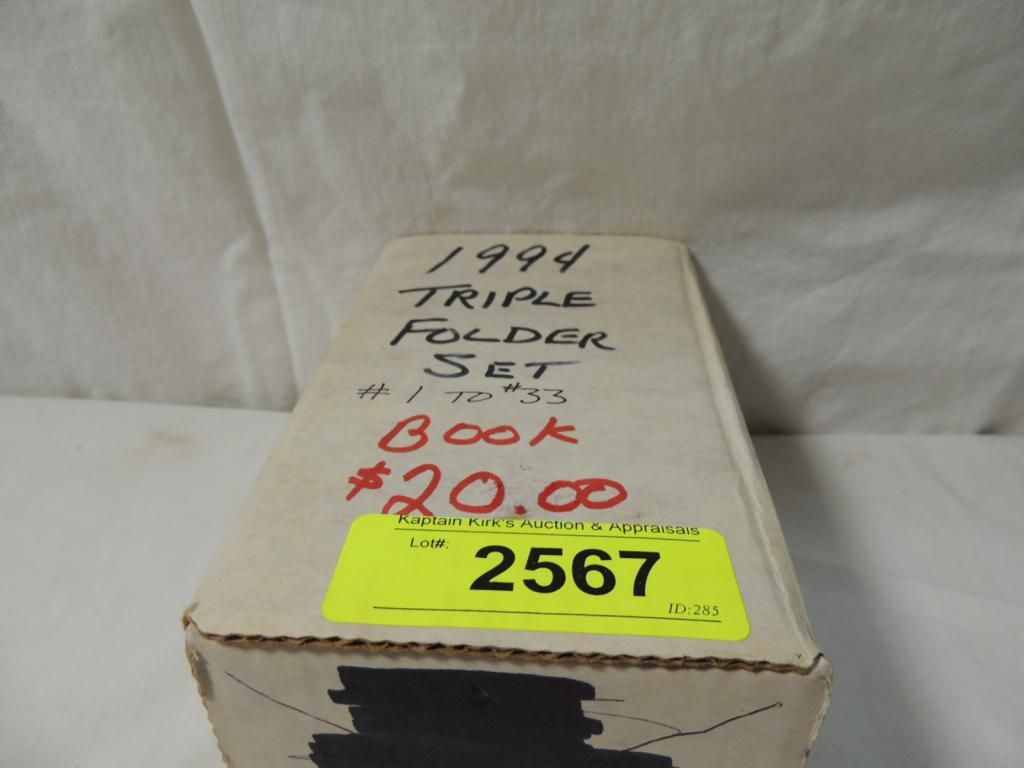 1994
TRIPLE
FOLDER
SET
# 1 TO #33
BOOK
$20.00
Kaptain Kirk's Auction & Appraisals
Lot#: 2567
ID:285